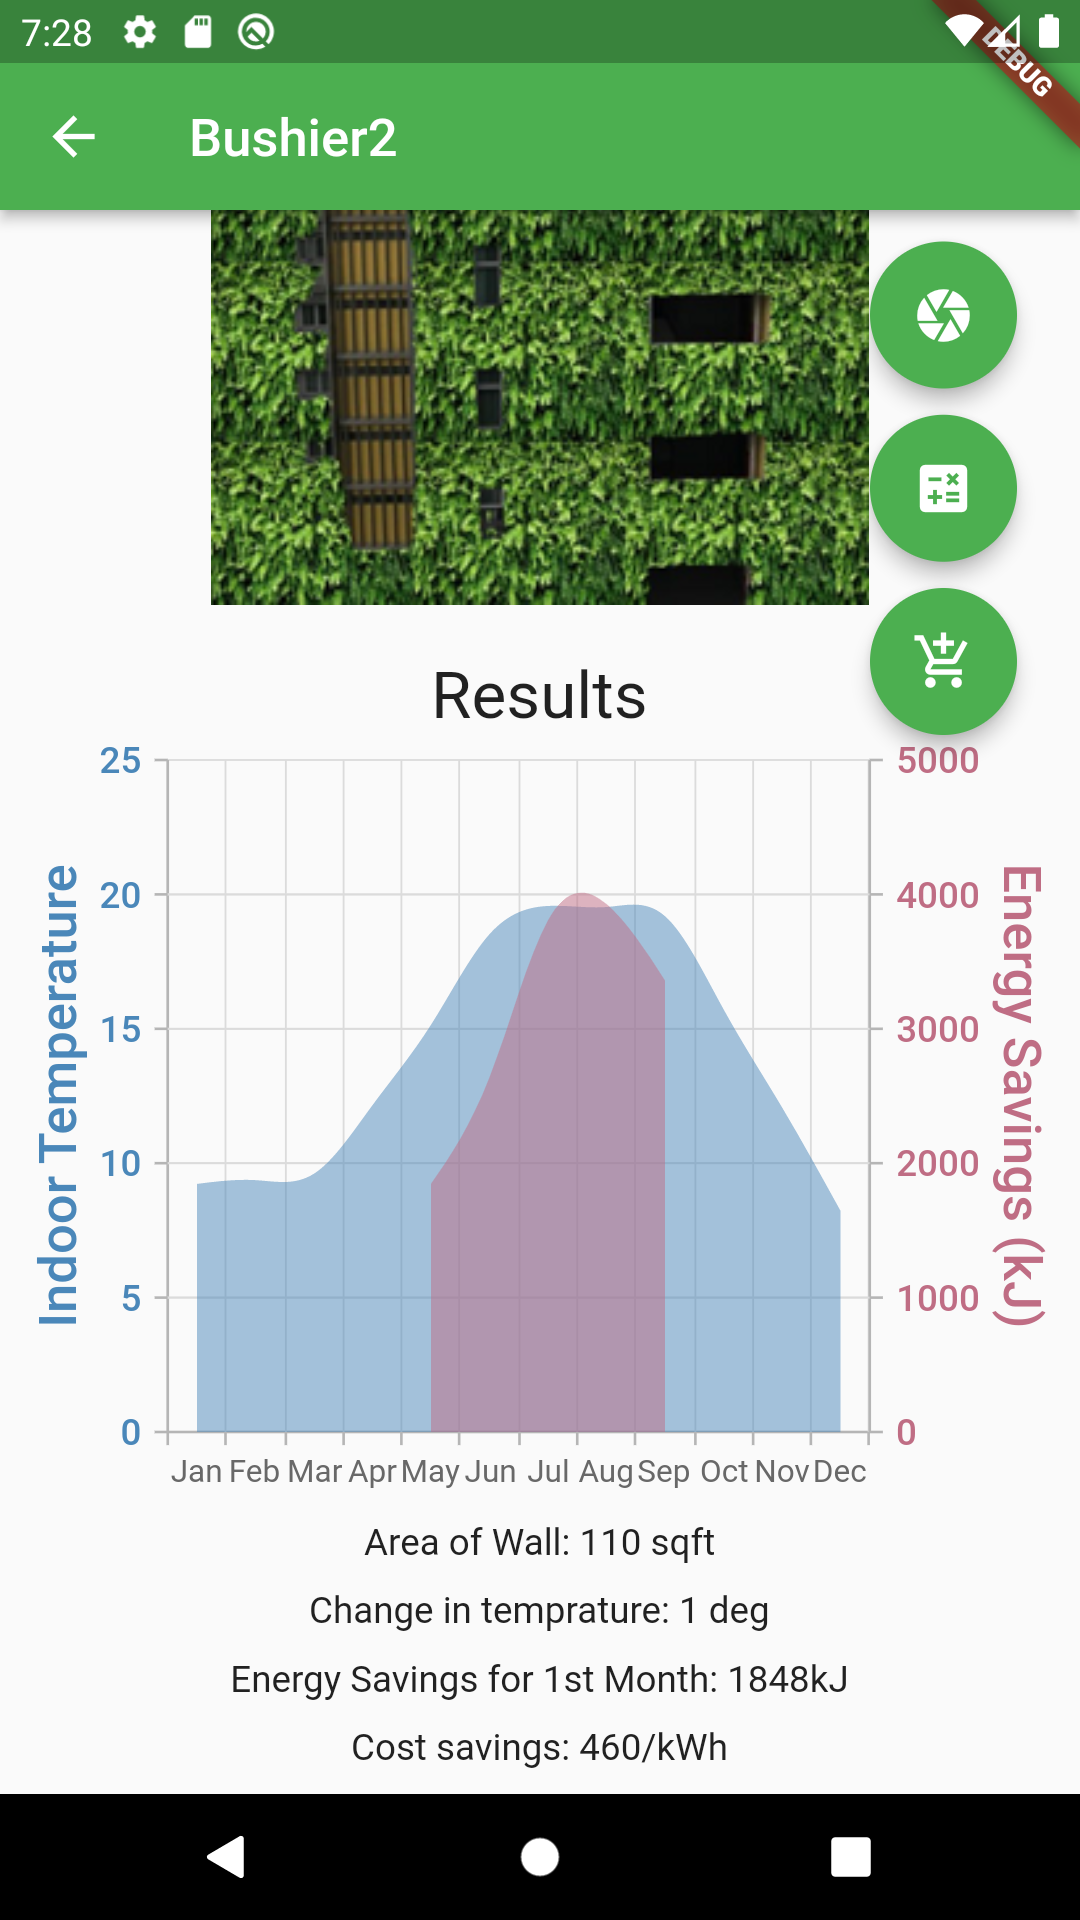 7:28
DEBUG
Bushier2
Results
25
20
15
10
5
0
Indoor Temperature
5000
4000
3000
2000
1000
0
Energy Savings (kJ)
Jan Feb Mar Apr May Jun Jul Aug Sep Oct Nov Dec
Area of Wall: 110 sqft
Change in temprature: 1 deg
Energy Savings for 1st Month: 1848kJ
Cost savings: 460/kWh